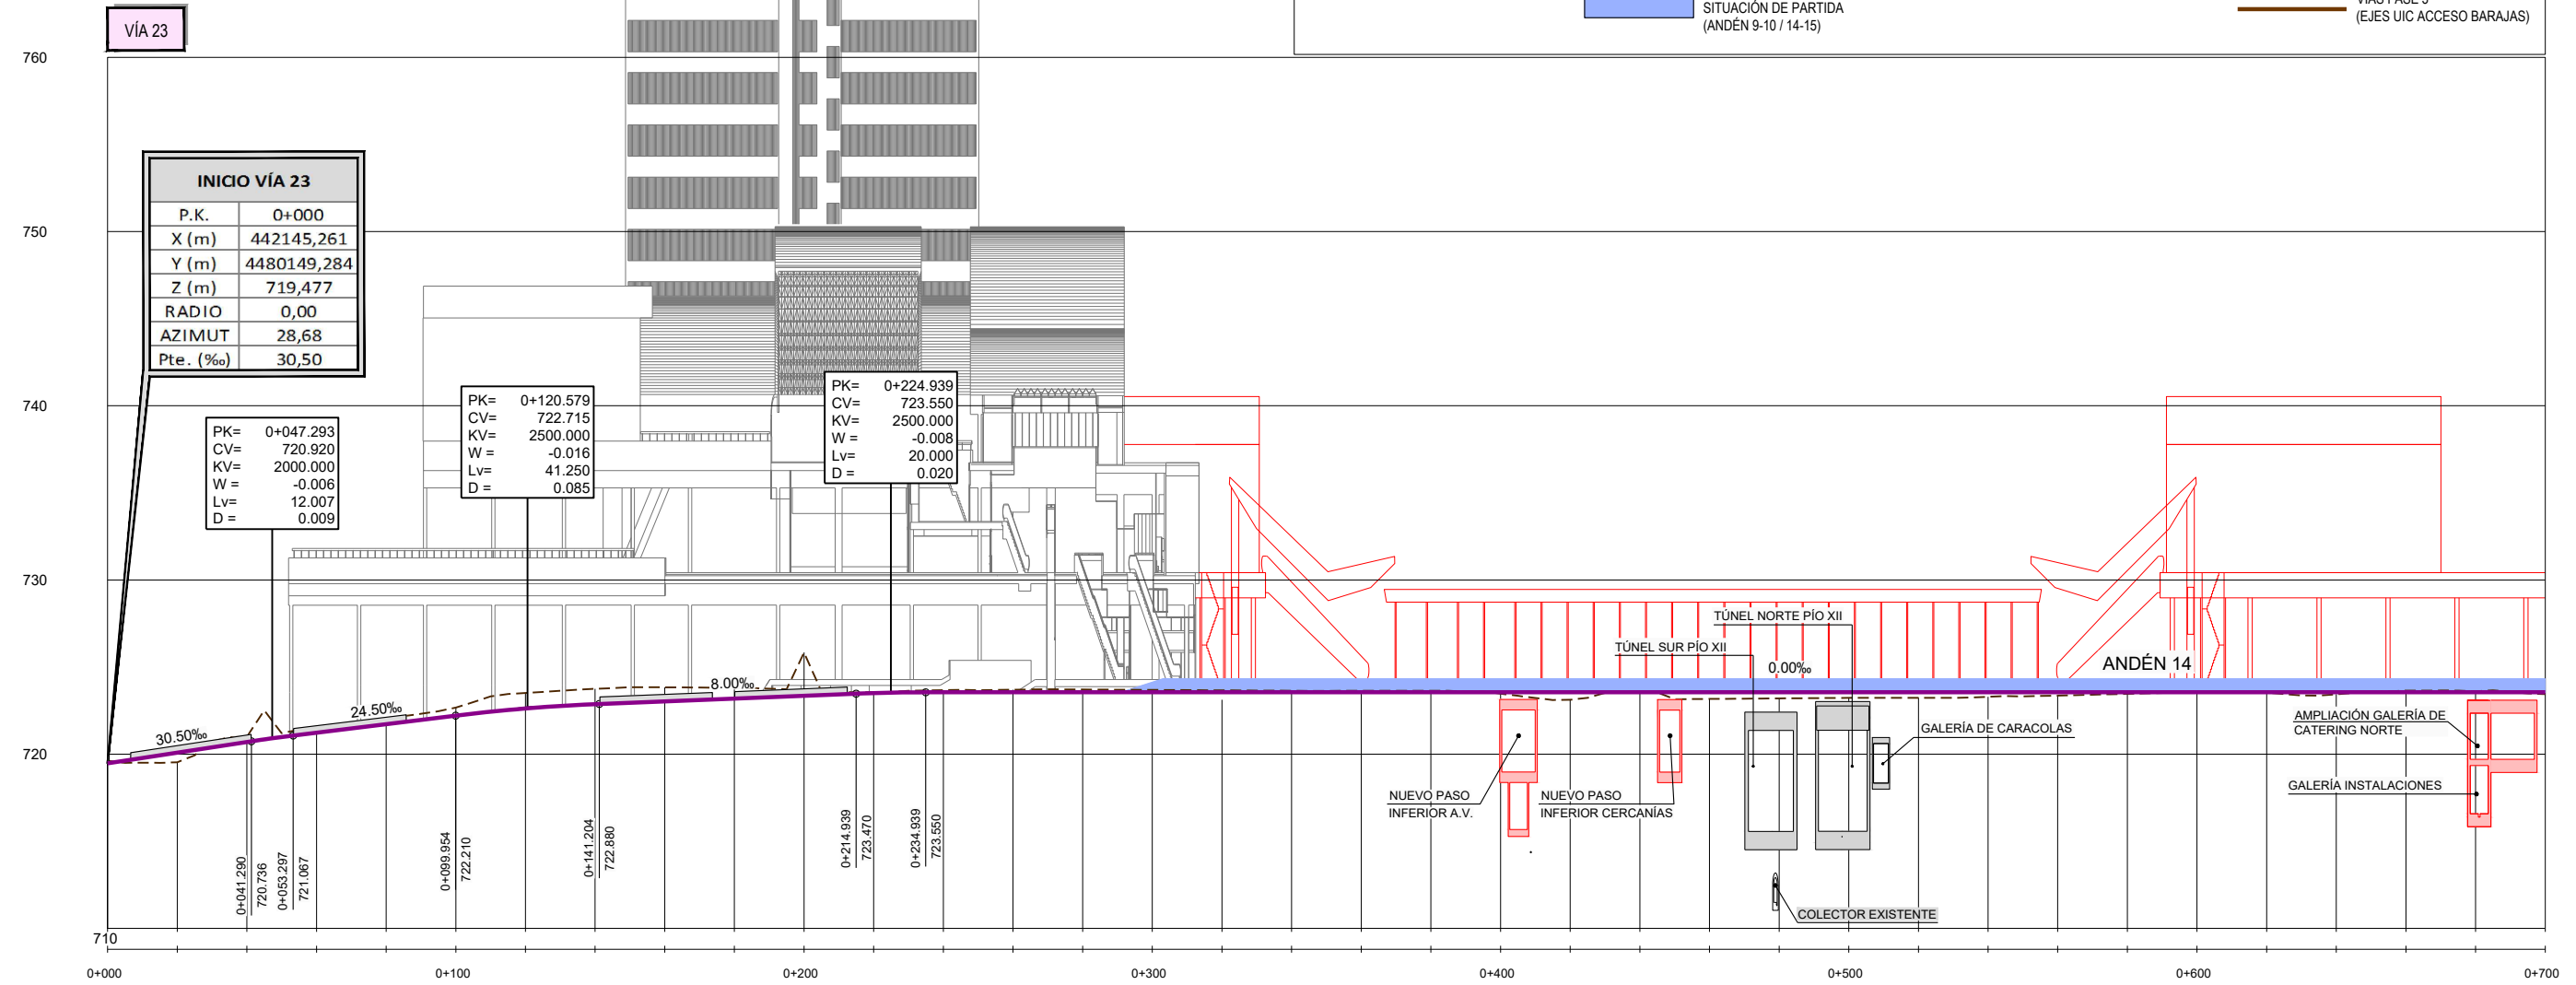 VÍA 23
SITUACIÓN DE PARTIDA
(ANDÉN 9-10 / 14-15)
(EJES UIC ACCESO BARAJAS)
760
750
740
730
720
710
INICIO VÍA 23
P.K. 0+000
X (m) 442145,261
Y (m) 4480149,284
Z (m) 719,477
RADIO 0,00
AZIMUT 28,68
Pte. (‰) 30,50
PK= 0+047.293
CV= 720.920
KV= 2000.000
W = -0.006
Lv= 12.007
D = 0.009
PK= 0+120.579
CV= 722.715
KV= 2500.000
W = -0.016
Lv= 41.250
D = 0.085
PK= 0+224.939
CV= 723.550
KV= 2500.000
W = -0.008
Lv= 20.000
D = 0.020
30.50‰
24.50‰
8.00‰
0.00‰
TÚNEL NORTE PÍO XII
TÚNEL SUR PÍO XII
ANDÉN 14
GALERÍA DE CARACOLAS
AMPLIACIÓN GALERÍA DE
CATERING NORTE
GALERÍA INSTALACIONES
NUEVO PASO
INFERIOR A.V.
NUEVO PASO
INFERIOR CERCANÍAS
COLECTOR EXISTENTE
0+041.290
720.736
0+053.297
721.067
0+099.954
722.210
0+141.204
722.880
0+214.939
723.470
0+234.939
723.550
0+000
0+100
0+200
0+300
0+400
0+500
0+600
0+700